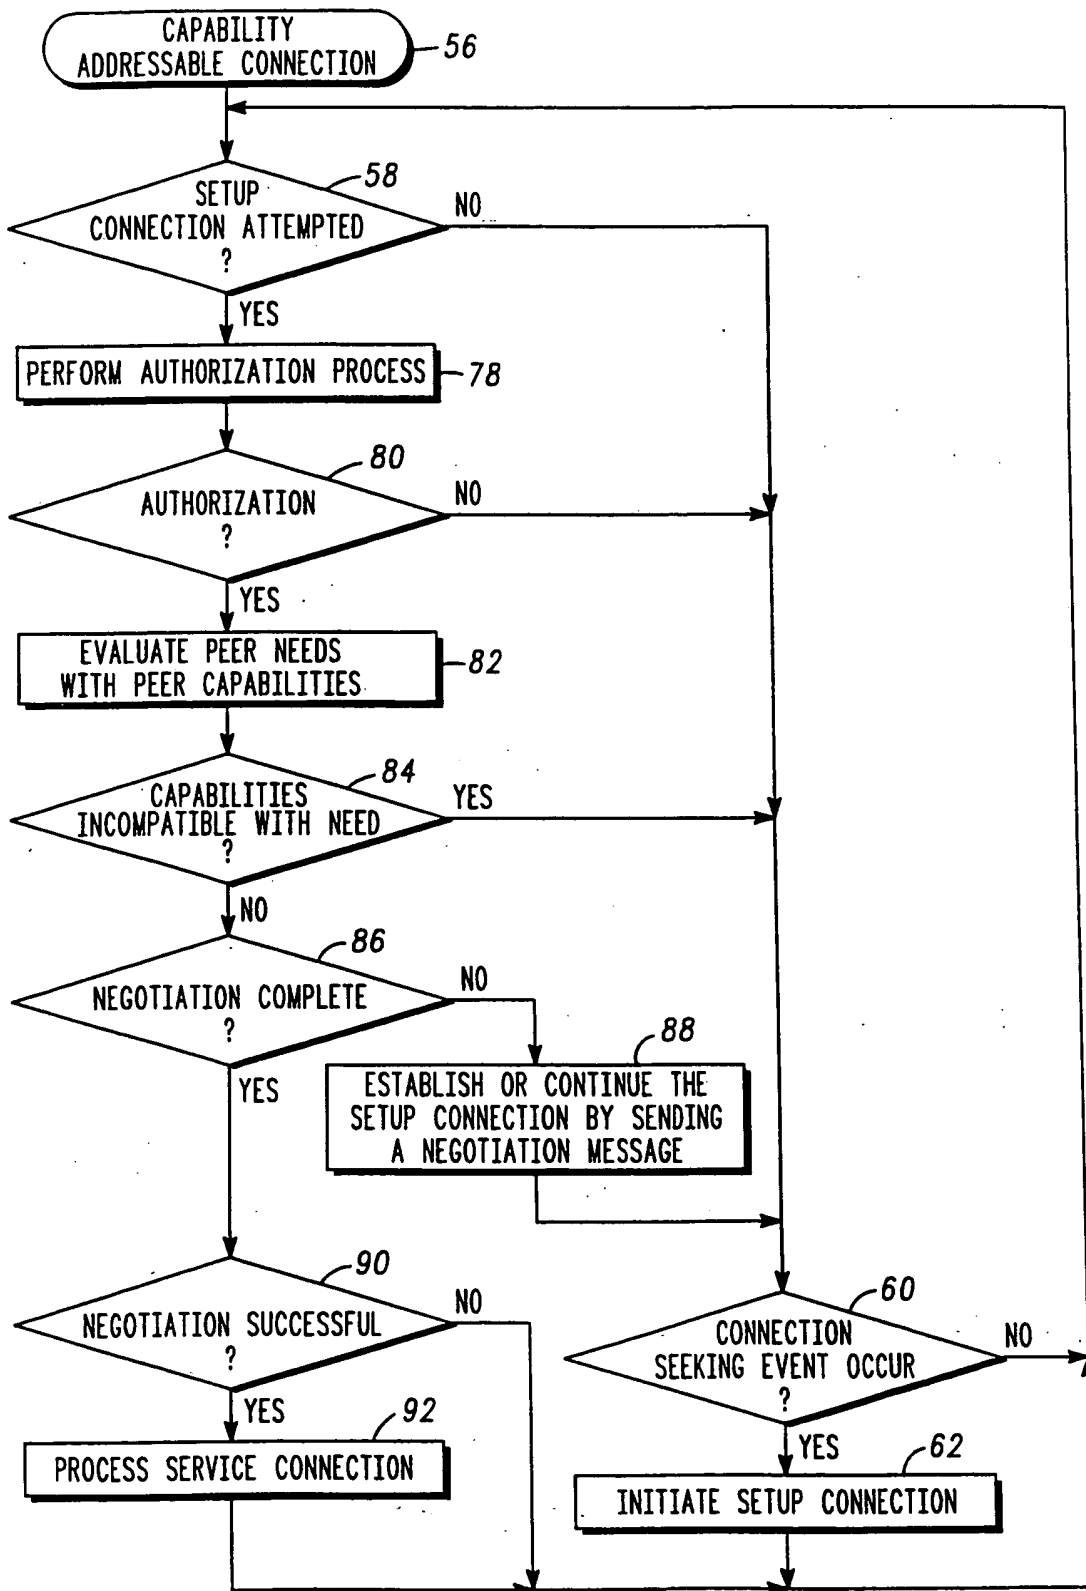 CAPABILITY
ADDRESSABLE CONNECTION
56
SETUP
CONNECTION ATTEMPTED
?
58
NO
YES
PERFORM AUTHORIZATION PROCESS
78
AUTHORIZATION
?
80
NO
YES
EVALUATE PEER NEEDS
WITH PEER CAPABILITIES
82
CAPABILITIES
INCOMPATIBLE WITH NEED
?
84
YES
NO
NEGOTIATION COMPLETE
?
86
NO
YES
88
ESTABLISH OR CONTINUE THE
SETUP CONNECTION BY SENDING
A NEGOTIATION MESSAGE
NEGOTIATION SUCCESSFUL
?
90
NO
YES
CONNECTION
SEEKING EVENT OCCUR
?
60
NO
YES
PROCESS SERVICE CONNECTION
92
INITIATE SETUP CONNECTION
62